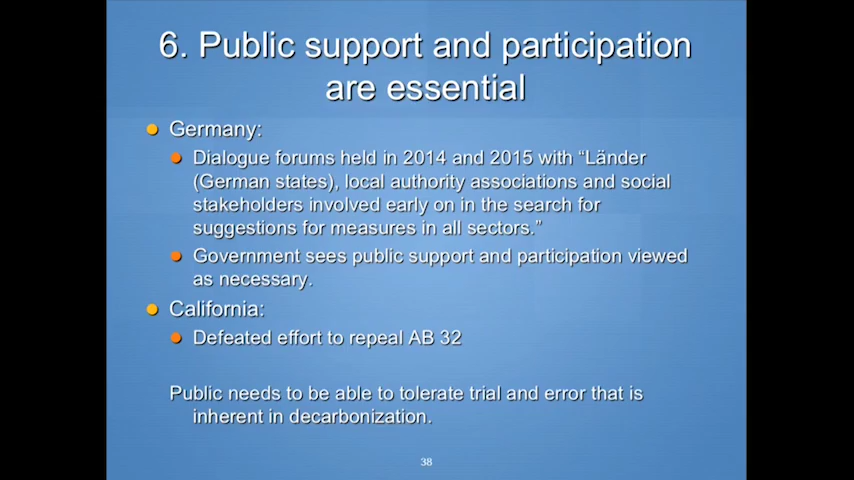 6. Public support and participation
are essential
Germany:
Dialogue forums held in 2014 and 2015 with “Länder
(German states), local authority associations and social
stakeholders involved early on in the search for
suggestions for measures in all sectors.”
Government sees public support and participation viewed
as necessary.
California:
Defeated effort to repeal AB 32
Public needs to be able to tolerate trial and error that is
inherent in decarbonization.
38